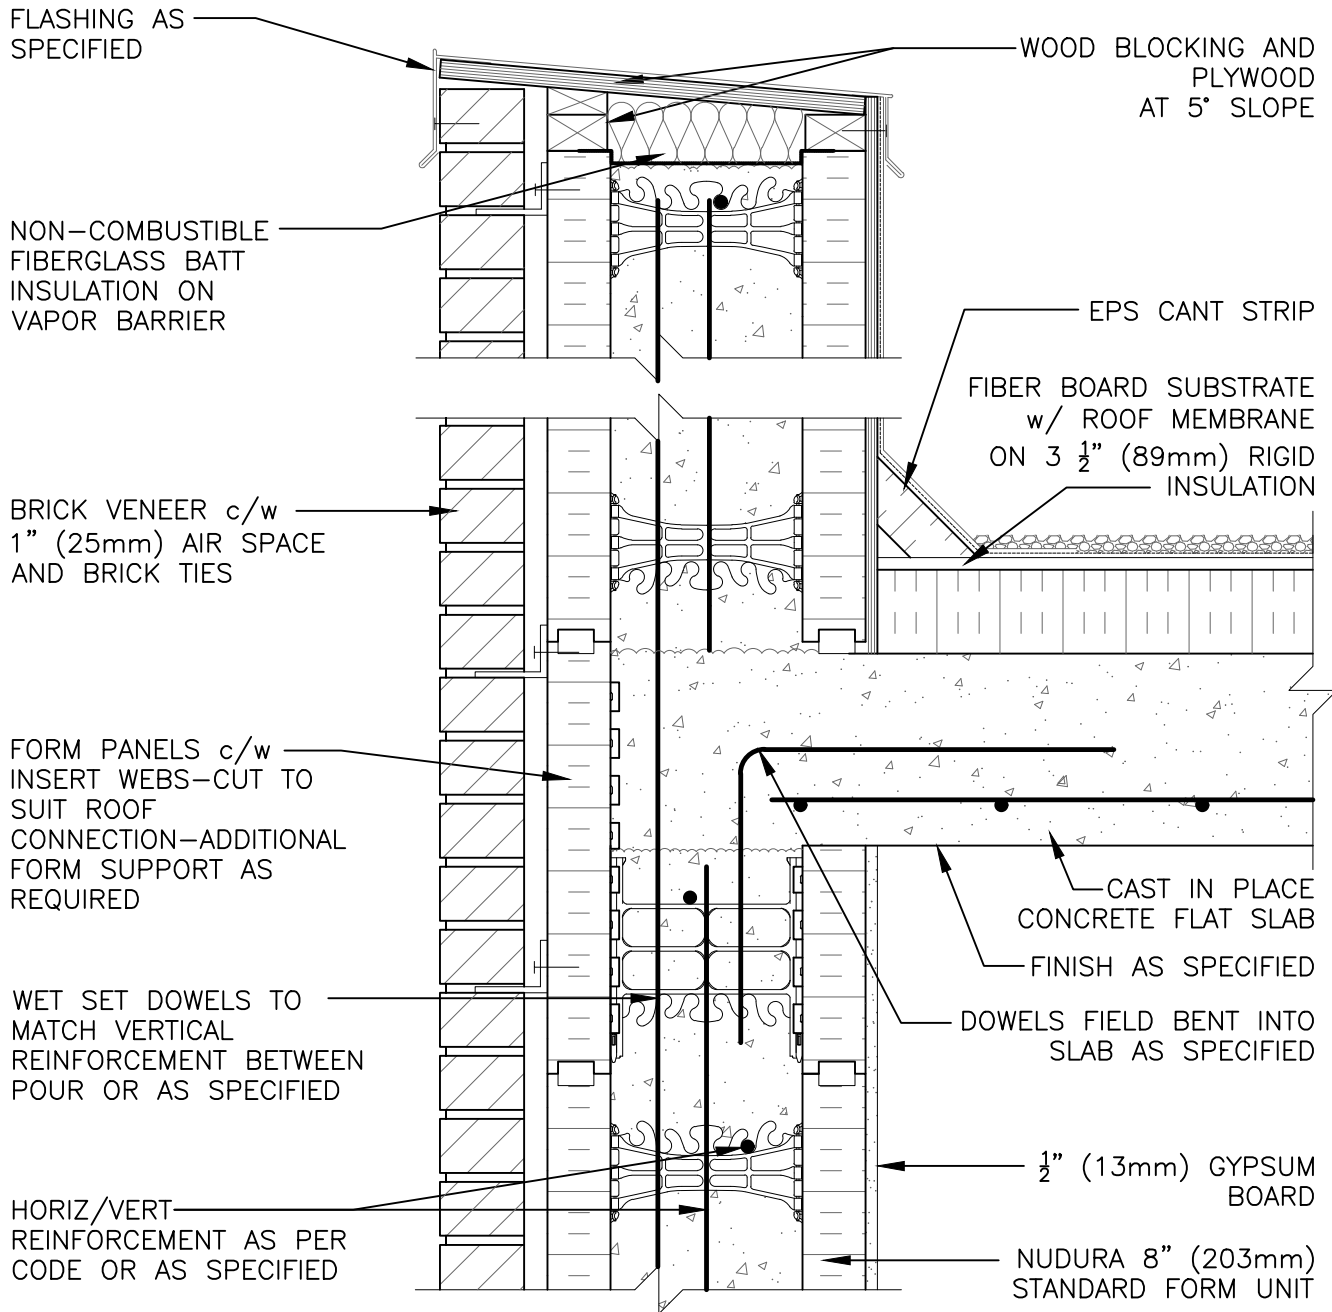 FLASHING AS
SPECIFIED
WOOD BLOCKING AND
PLYWOOD
AT 5° SLOPE
NON-COMBUSTIBLE
FIBERGLASS BATT
INSULATION ON
VAPOR BARRIER
EPS CANT STRIP
FIBER BOARD SUBSTRATE
w/ ROOF MEMBRANE
ON 3 ½" (89mm) RIGID
INSULATION
BRICK VENEER c/w
1" (25mm) AIR SPACE
AND BRICK TIES
FORM PANELS c/w
INSERT WEBS-CUT TO
SUIT ROOF
CONNECTION-ADDITIONAL
FORM SUPPORT AS
REQUIRED
CAST IN PLACE
CONCRETE FLAT SLAB
FINISH AS SPECIFIED
WET SET DOWELS TO
MATCH VERTICAL
REINFORCEMENT BETWEEN
POUR OR AS SPECIFIED
DOWELS FIELD BENT INTO
SLAB AS SPECIFIED
½" (13mm) GYPSUM
BOARD
HORIZ/VERT
REINFORCEMENT AS PER
CODE OR AS SPECIFIED
NUDURA 8" (203mm)
STANDARD FORM UNIT